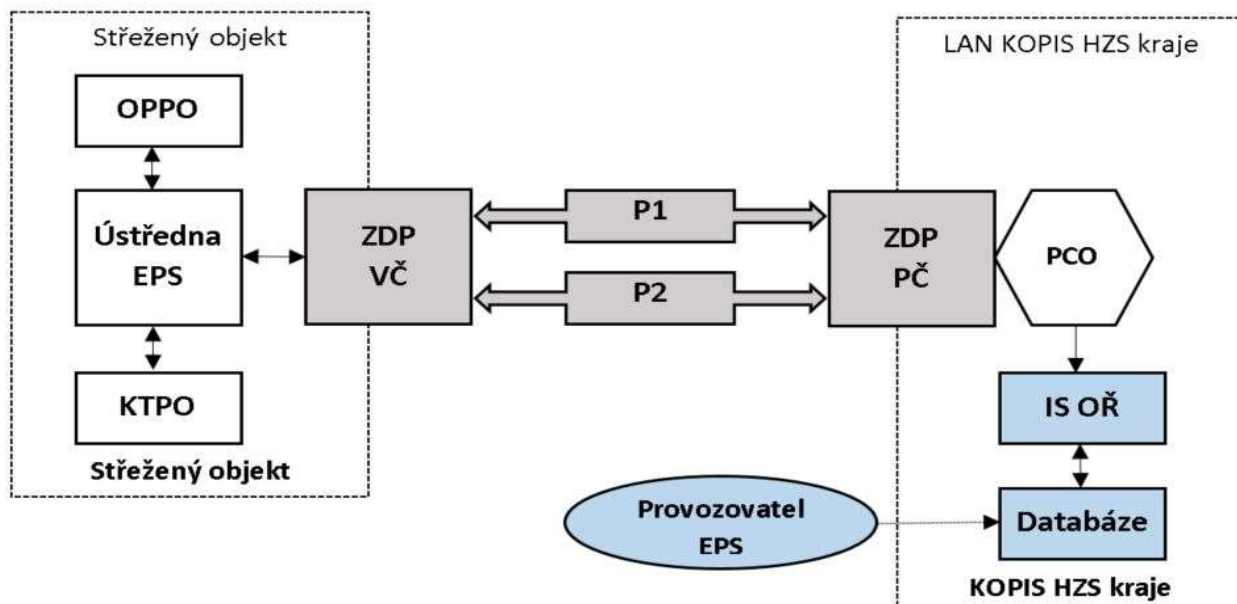 Střežený objekt
OPPO
Ústředna
EPS
KTPO
Střežený objekt
ZDP
VČ
P1
P2
LAN KOPIS HZS kraje
ZDP
PČ
PCO
IS OŘ
Provozovatel
EPS
Databáze
KOPIS HZS kraje